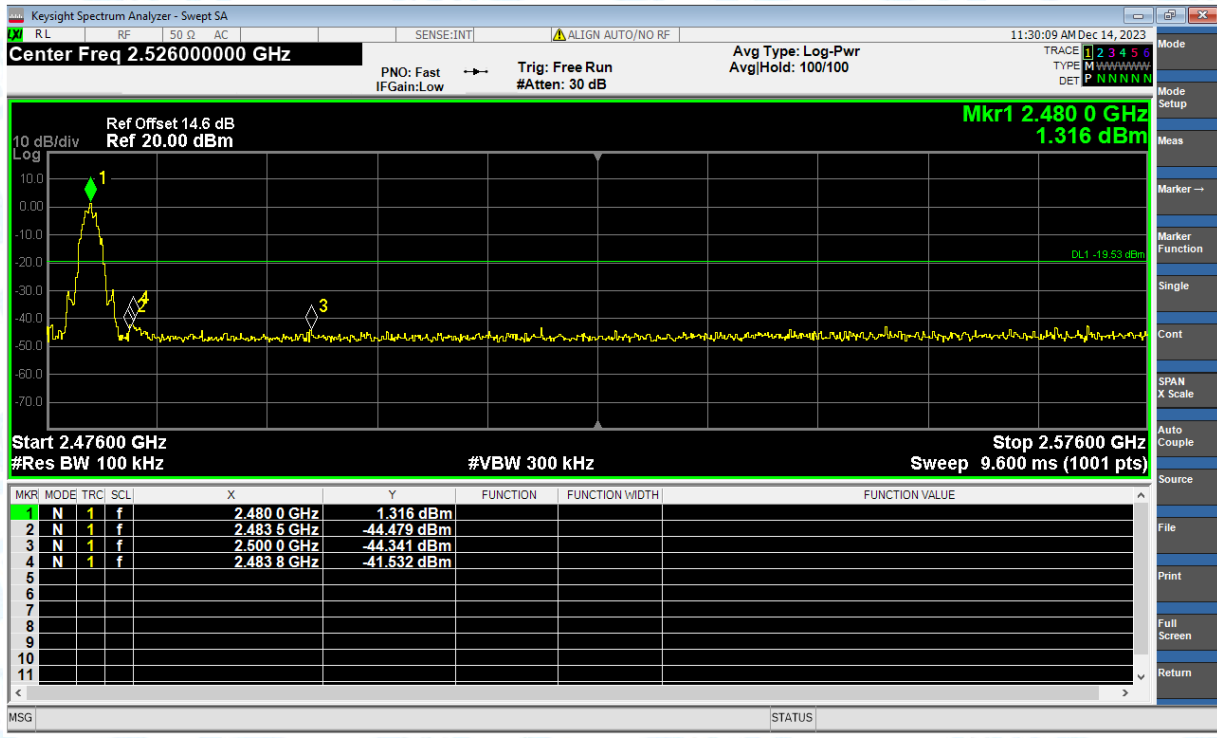 Keysight Spectrum Analyzer - Swept SA
LXI RL RF 50 Ω AC SENSE:INT ALIGN AUTO/NO RF 11:30:09 AM Dec 14, 2023
Center Freq 2.526000000 GHz
PNO: Fast
IFGain:Low
Trig: Free Run
#Atten: 30 dB
Avg Type: Log-Pwr
Avg|Hold: 100/100
TRACE 1 2 3 4 5 6
TYPE M WWWWW
DET P N N N N N
Mkr1 2.480 0 GHz
1.316 dBm
Ref Offset 14.6 dB
10 dB/div Ref 20.00 dBm
Log
10.0
0.00
-10.0
-20.0
-30.0
-40.0
-50.0
-60.0
-70.0
1
4
2
3
DL1 -19.53 dBm
Start 2.47600 GHz Stop 2.57600 GHz
#Res BW 100 kHz #VBW 300 kHz Sweep 9.600 ms (1001 pts)
MKR MODE TRC SCL X Y FUNCTION FUNCTION WIDTH FUNCTION VALUE
1 N 1 f 2.480 0 GHz 1.316 dBm
2 N 1 f 2.483 5 GHz -44.479 dBm
3 N 1 f 2.500 0 GHz -44.341 dBm
4 N 1 f 2.483 8 GHz -41.532 dBm
5
6
7
8
9
10
11
MSG STATUS
Mode
Mode
Setup
Meas
Marker →
Marker
Function
Single
Cont
SPAN
X Scale
Auto
Couple
Source
File
Print
Full
Screen
Return